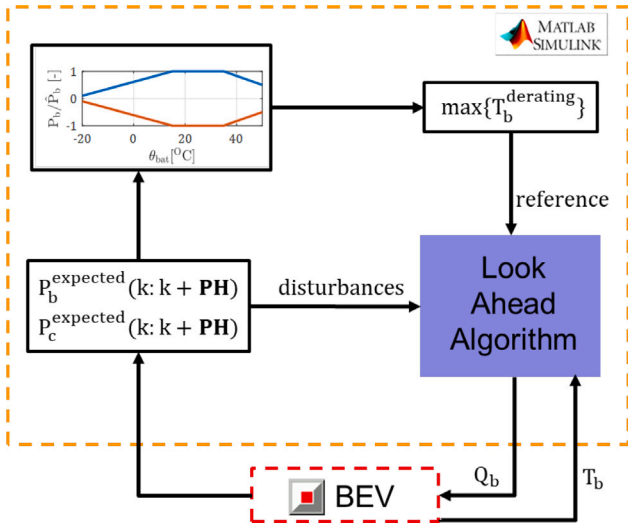 MATLAB
SIMULINK
P_b/P̂_b [-]
1
0
-1
-20
0
20
40
θ_bat[°C]
max{T_b^derating}
reference
P_b^expected(k: k + PH)
P_c^expected(k: k + PH)
disturbances
Look
Ahead
Algorithm
Q_b
T_b
BEV